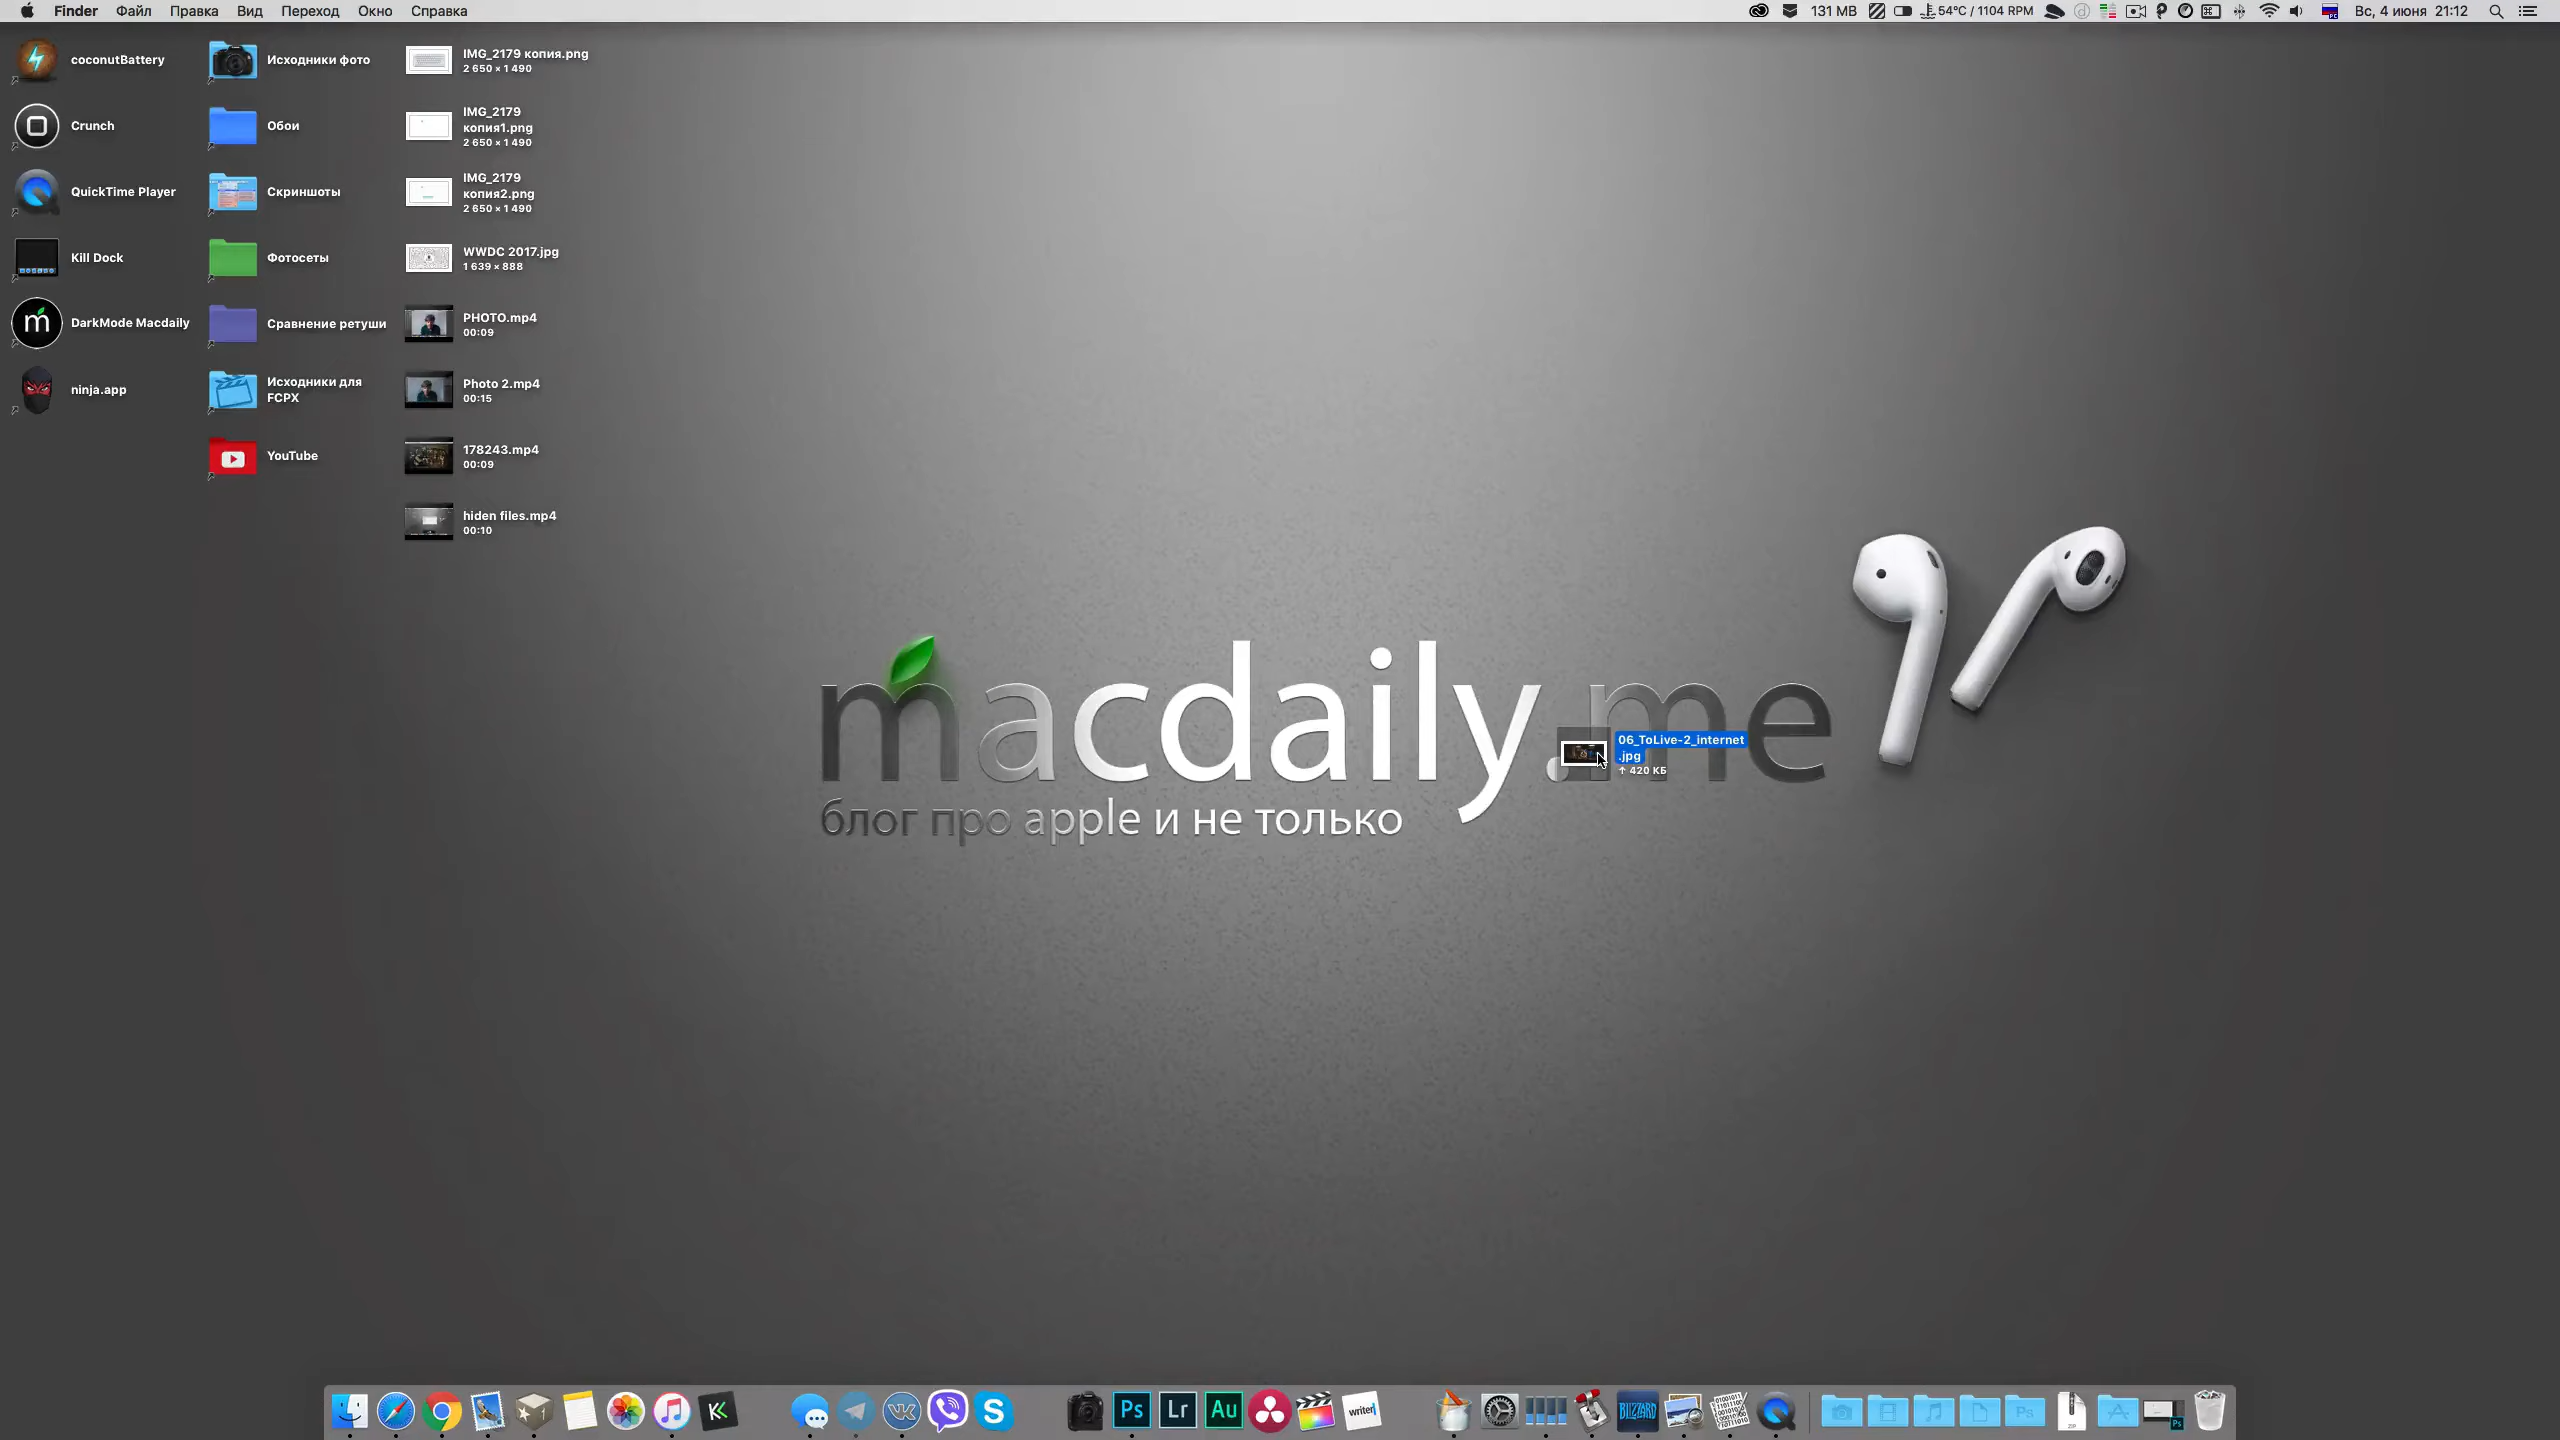 Finder Файл Правка Вид Переход Окно Справка
131 MB 54°C / 1104 RPM Вс, 4 июня 21:12
coconutBattery
Crunch
QuickTime Player
Kill Dock
DarkMode Macdaily
ninja.app
Исходники фото
Обои
Скриншоты
Фотосеты
Сравнение ретуши
Исходники для
FCPX
YouTube
IMG_2179 копия.png
2 650 × 1 490
IMG_2179
копия1.png
2 650 × 1 490
IMG_2179
копия2.png
2 650 × 1 490
WWDC 2017.jpg
1 639 × 888
PHOTO.mp4
00:09
Photo 2.mp4
00:15
178243.mp4
00:09
hiden files.mp4
00:10
macdaily.me
блог про apple и не только
06_ToLive-2_internet
.jpg
↑ 420 КБ
Ps Lr Au writer BLIZZARD Ps ZIP Ps